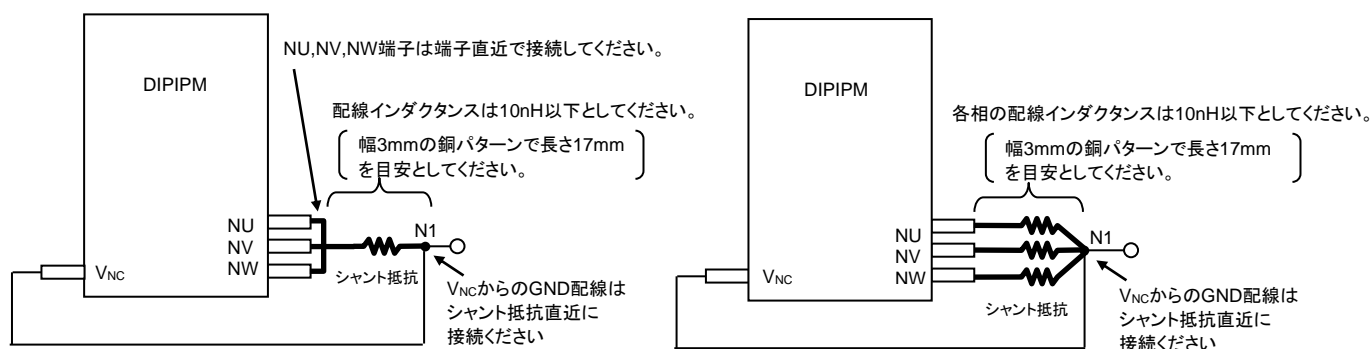 NU,NV,NW端子は端子直近で接続してください。
DIPIPM
配線インダクタンスは10nH以下としてください。
幅3mmの銅パターンで長さ17mm
を目安としてください。
NU
NV
NW
N1
VNC
シャント抵抗
VNCからのGND配線は
シャント抵抗直近に
接続ください
DIPIPM
各相の配線インダクタンスは10nH以下としてください。
幅3mmの銅パターンで長さ17mm
を目安としてください。
NU
NV
NW
N1
VNC
シャント抵抗
VNCからのGND配線は
シャント抵抗直近に
接続ください